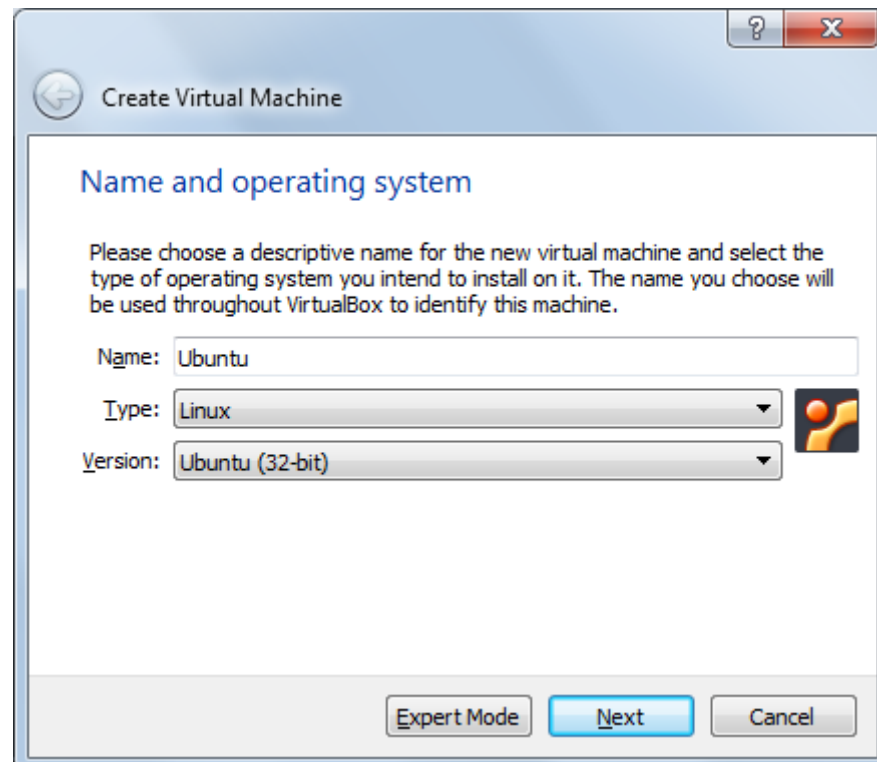 ?
X
Create Virtual Machine
Name and operating system
Please choose a descriptive name for the new virtual machine and select the
type of operating system you intend to install on it. The name you choose will
be used throughout VirtualBox to identify this machine.
Name: Ubuntu
Type: Linux
Version: Ubuntu (32-bit)
Expert Mode Next Cancel